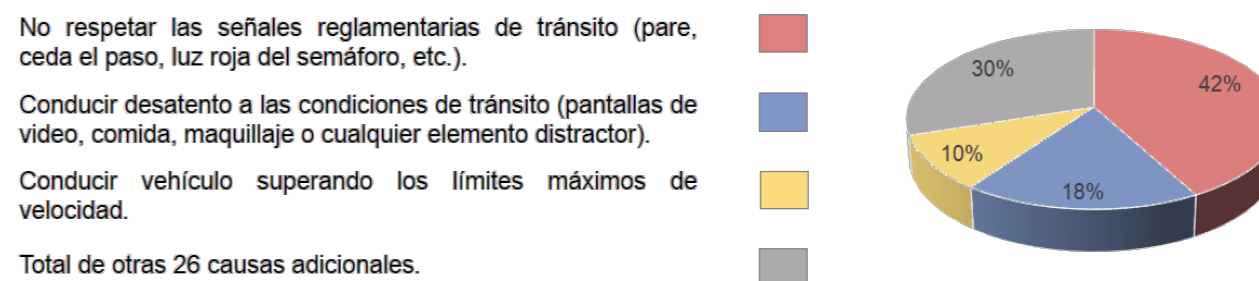 No respetar las señales reglamentarias de tránsito (pare,
ceda el paso, luz roja del semáforo, etc.).
Conducir desatento a las condiciones de tránsito (pantallas de
video, comida, maquillaje o cualquier elemento distractor).
Conducir vehículo superando los límites máximos de
velocidad.
Total de otras 26 causas adicionales.
30%
42%
10%
18%